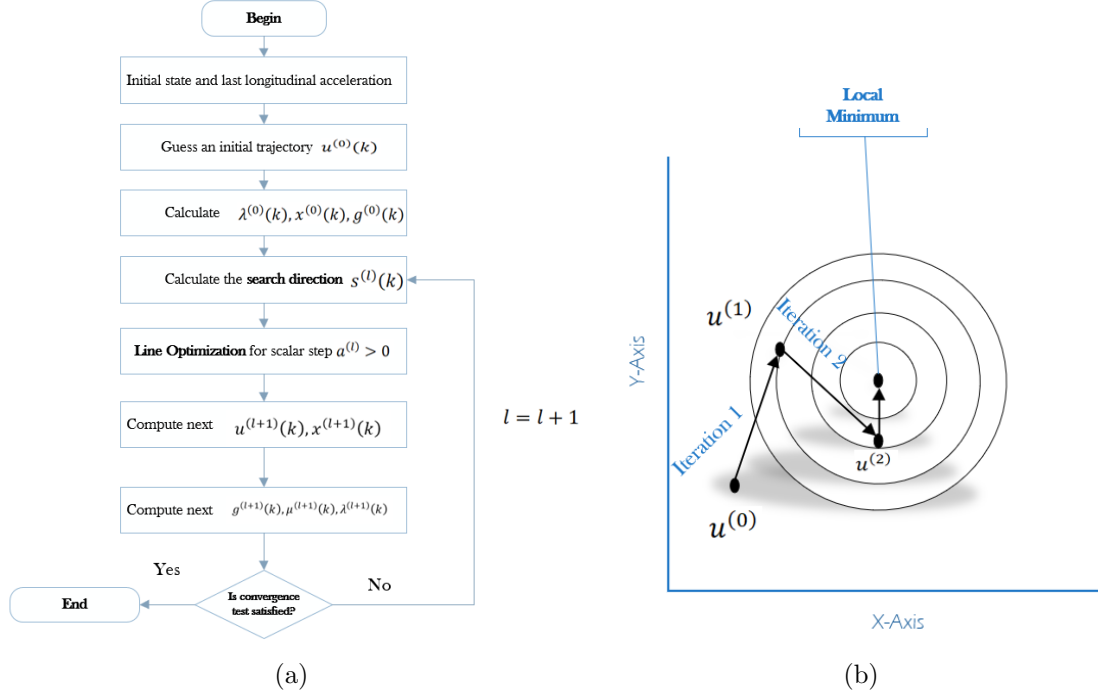 Begin
Initial state and last longitudinal acceleration
Guess an initial trajectory u^{(0)}(k)
Calculate λ^{(0)}(k), x^{(0)}(k), g^{(0)}(k)
Calculate the search direction s^{(l)}(k)
Line Optimization for scalar step a^{(l)} > 0
Compute next u^{(l+1)}(k), x^{(l+1)}(k)
Compute next g^{(l+1)}(k), μ^{(l+1)}(k), λ^{(l+1)}(k)
Is convergence
test satisfied?
Yes
No
End
l = l + 1
(a)
Local
Minimum
Y-Axis
X-Axis
u^{(0)}
Iteration 1
u^{(1)}
Iteration 2
u^{(2)}
(b)